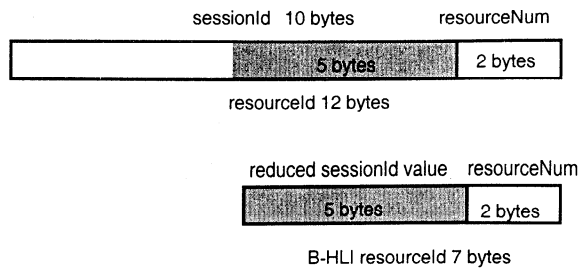 sessionId 10 bytes resourceNum
5 bytes 2 bytes
resourceId 12 bytes
reduced sessionId value resourceNum
5 bytes 2 bytes
B-HLI resourceId 7 bytes